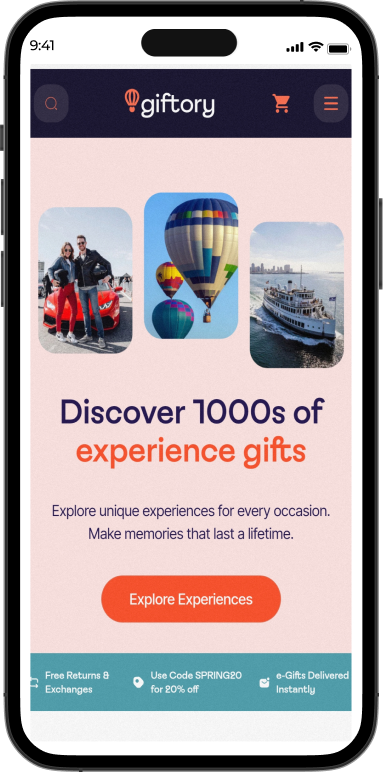 9:41
giftory
Discover 1000s of
experience gifts
Explore unique experiences for every occasion.
Make memories that last a lifetime.
Explore Experiences
Free Returns &
Exchanges
Use Code SPRING20
for 20% off
e-Gifts Delivered
Instantly